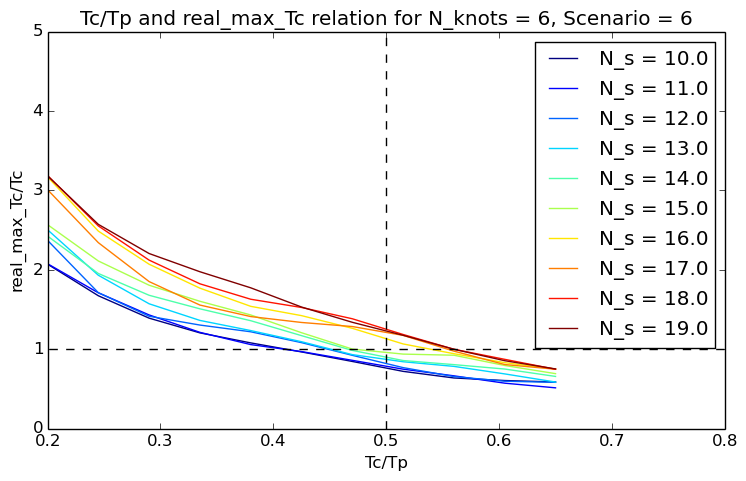 Tc/Tp and real_max_Tc relation for N_knots = 6, Scenario = 6
5
4
3
2
1
0
real_max_Tc/Tc
N_s = 10.0
N_s = 11.0
N_s = 12.0
N_s = 13.0
N_s = 14.0
N_s = 15.0
N_s = 16.0
N_s = 17.0
N_s = 18.0
N_s = 19.0
0.2 0.3 0.4 0.5 0.6 0.7 0.8
Tc/Tp